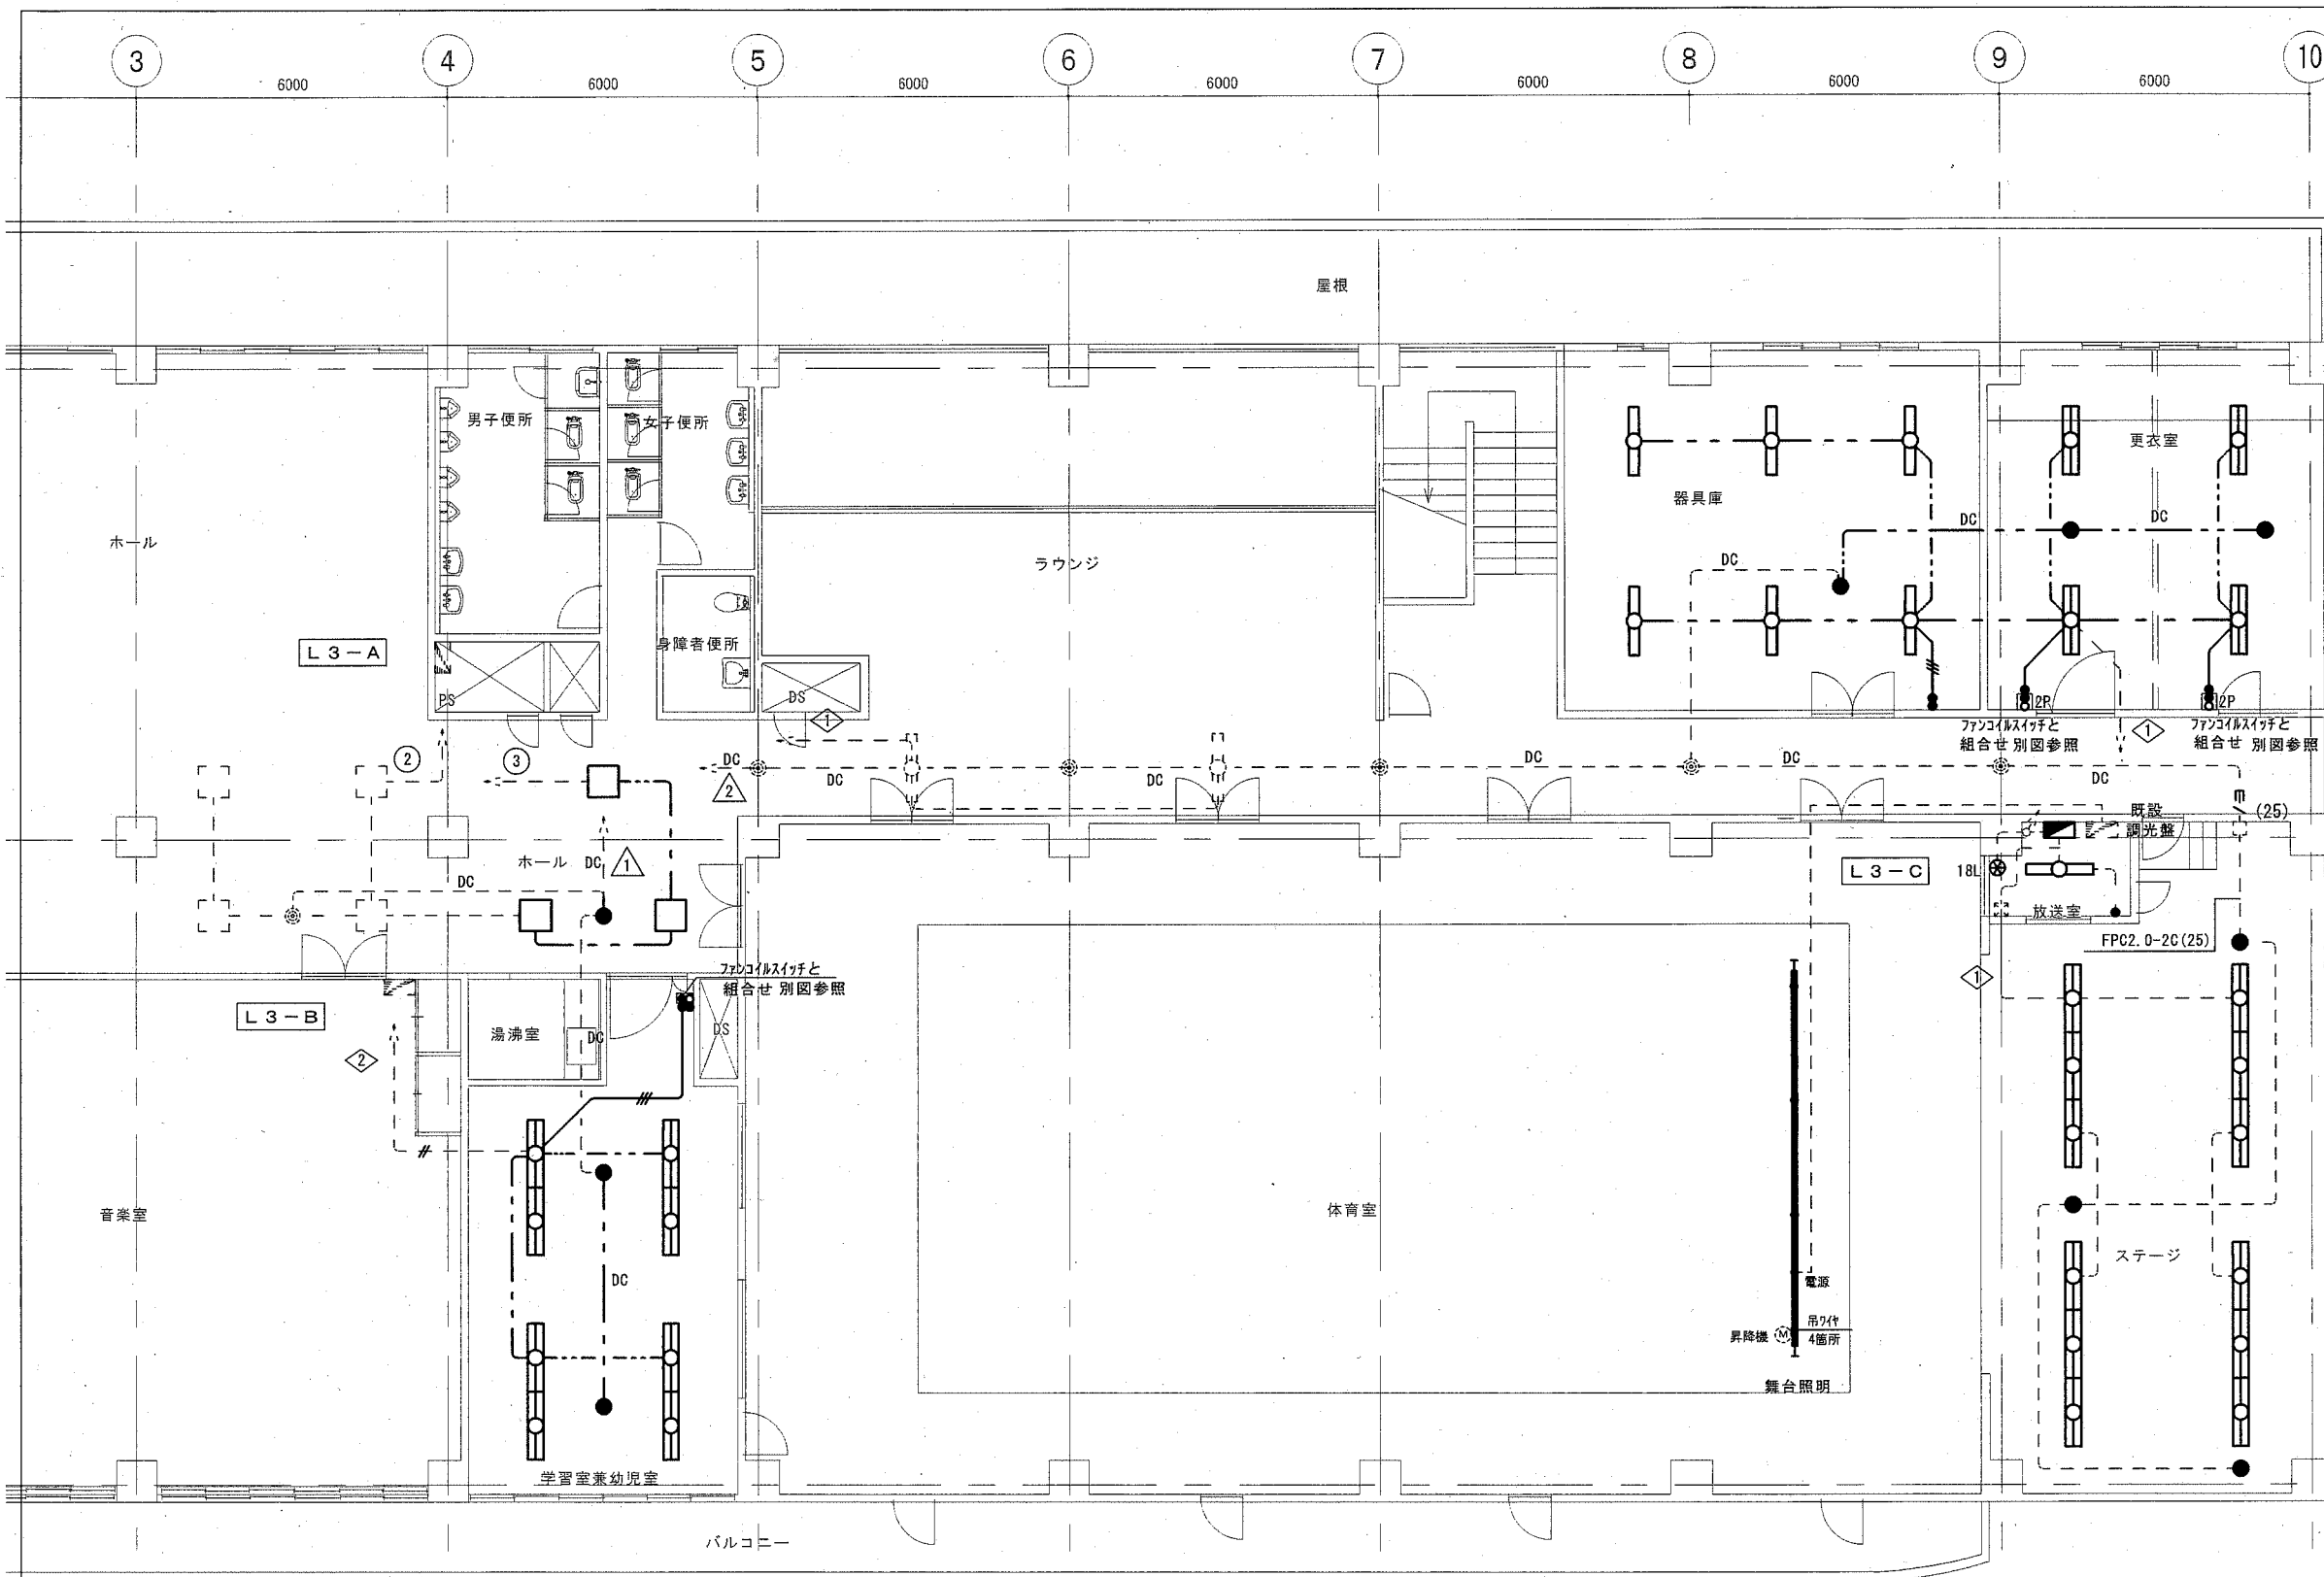 3 4 5 6 7 8 9 10
6000 6000 6000 6000 6000 6000 6000
屋根
男子便所
女子便所
更衣室
器具庫
DC DC
ホール
ラウンジ
DC
L3-A
身障者便所
PS
DS
1
2P
2P
ファンコイルスイッチと
組合せ 別図参照
1
ファンコイルスイッチと
組合せ 別図参照
2
3
DC
2
DC
DC
DC
DC
DC
既設
調光盤
(25)
ホール
DC
1
DC
L3-C
18L
放送室
FPC2.0-2C(25)
1
ファンコイルスイッチと
組合せ 別図参照
L3-B
湯沸室
DC
DS
2
音楽室
体育室
ステージ
DC
電源
吊ワイヤ
4箇所
昇降機
M
舞台照明
学習室兼幼児室
バルコニー